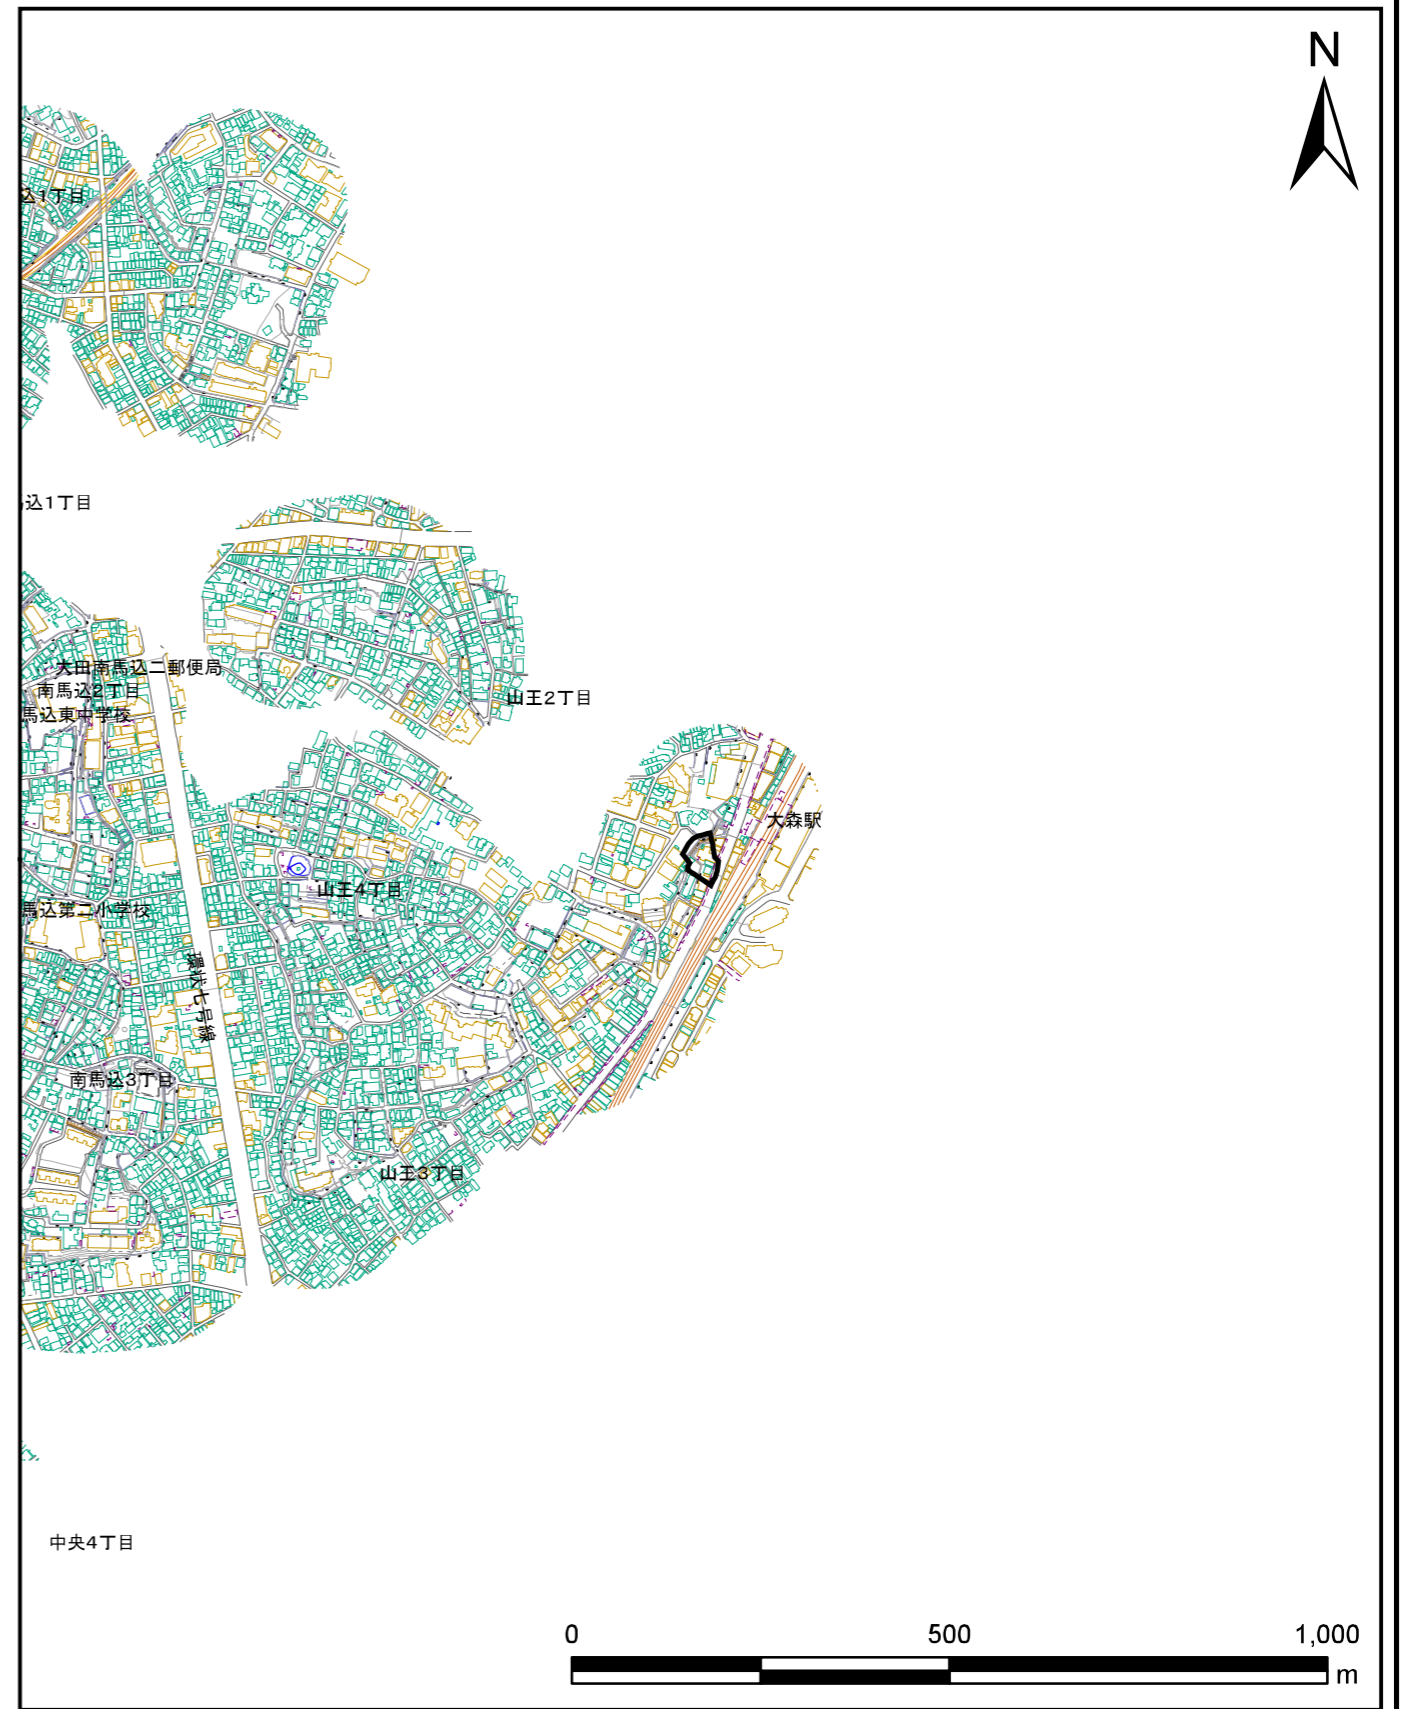 N
込1丁目
込1丁目
大田南馬込二郵便局
南馬込2丁目
馬込東中学校
山王2丁目
大森駅
山王4丁目
馬込第二小学校
環状七号線
南馬込3丁目
山王3丁目
中央4丁目
0 500 1,000
m